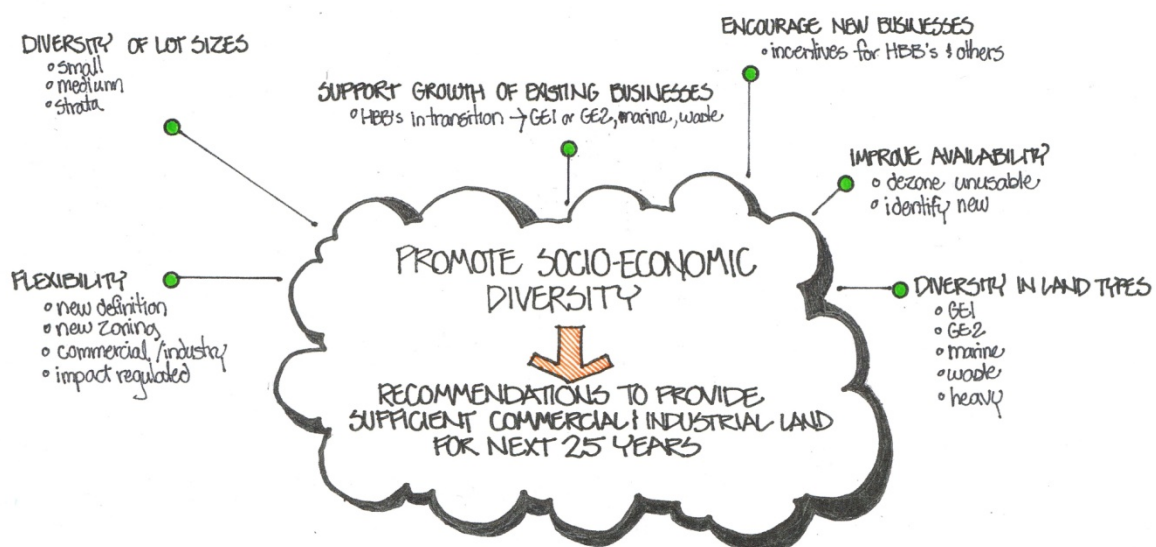 DIVERSITY OF LOT SIZES
small
medium
strata
SUPPORT GROWTH OF EXISTING BUSINESSES
HBB's in transition → GE1 or GE2, marine, waste
ENCOURAGE NEW BUSINESSES
incentives for HBB's & others
IMPROVE AVAILABILITY
dezone unusable
identify new
FLEXIBILITY
new definition
new zoning
commercial/industry
impact regulated
PROMOTE SOCIO-ECONOMIC
DIVERSITY
RECOMMENDATIONS TO PROVIDE
SUFFICIENT COMMERCIAL & INDUSTRIAL LAND
FOR NEXT 25 YEARS
DIVERSITY IN LAND TYPES
GE1
GE2
marine
waste
heavy